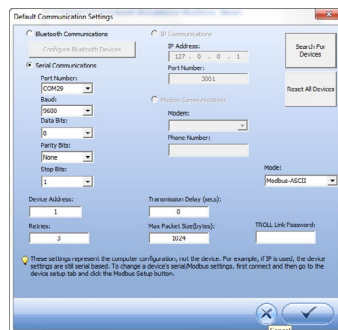 Default Communication Settings
Bluetooth Communications
Configure Bluetooth Devices
Serial Communications
Port Number:
COM29
Baud:
9600
Data Bits:
8
Parity Bits:
None
Stop Bits:
1
IP Communications
IP Address:
127 . 0 . 0 . 1
Port Number:
3001
Modem Communications
Modem:
Phone Number:
Search For
Devices
Reset All Devices
Mode:
Modbus-ASCII
Device Address:
1
Transmission Delay (secs):
0
Retries:
3
Max Packet Size(bytes):
1024
TROLL Link Password:
These settings represent the computer configuration, not the device. For example, if IP is used, the device
settings are still serial based. To change a device's serial/Modbus settings, first connect and then go to the
device setup tab and click the Modbus Setup button.
Cancel